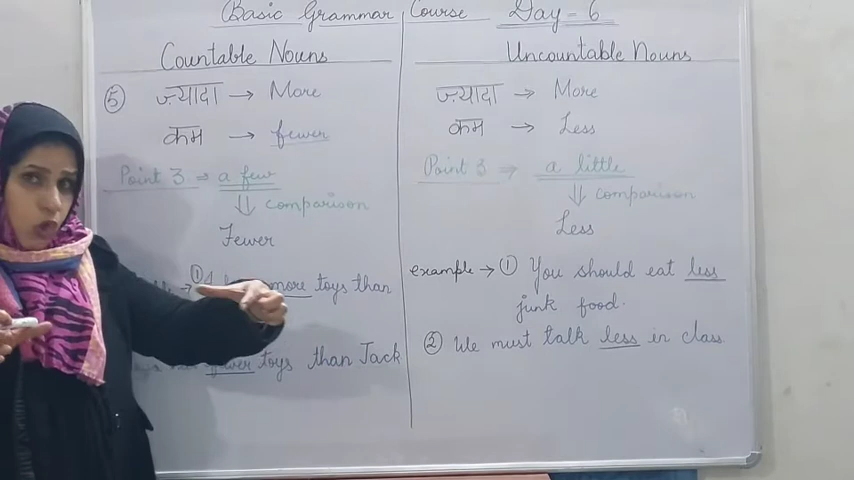 Basic Grammar Course Day - 6
Countable Nouns
⑤ ज़्यादा → More
कम → fewer
Point 3 ⇒ a few
⇓ comparison
Fewer
① more toys than
fewer toys than Jack
Uncountable Nouns
ज़्यादा → More
कम → Less
Point 3 ⇒ a little
⇓ comparison
Less
example → ① You should eat less
junk food.
② We must talk less in class